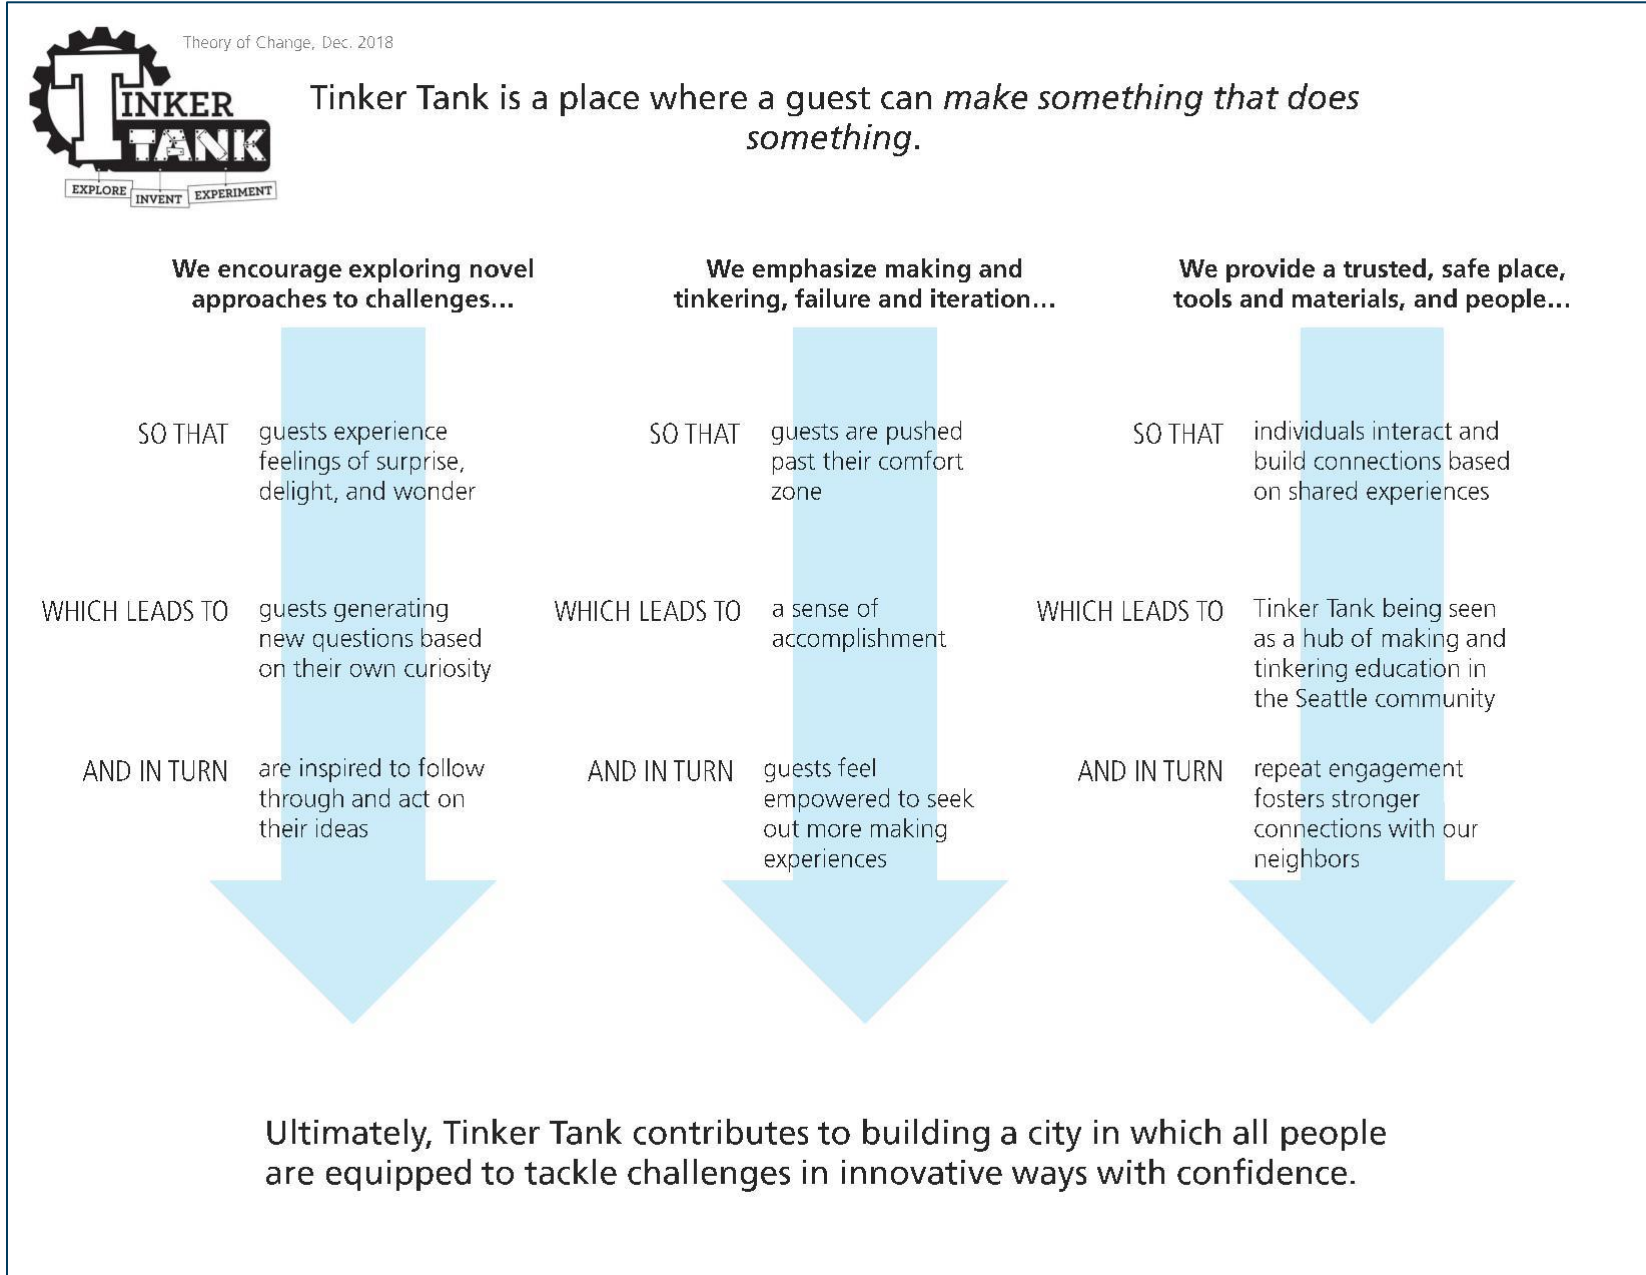 Theory of Change, Dec. 2018
TINKER
TANK
EXPLORE
INVENT
EXPERIMENT
Tinker Tank is a place where a guest can make something that does
something.
We encourage exploring novel
approaches to challenges...
SO THAT
guests experience
feelings of surprise,
delight, and wonder
WHICH LEADS TO
guests generating
new questions based
on their own curiosity
AND IN TURN
are inspired to follow
through and act on
their ideas
We emphasize making and
tinkering, failure and iteration...
SO THAT
guests are pushed
past their comfort
zone
WHICH LEADS TO
a sense of
accomplishment
AND IN TURN
guests feel
empowered to seek
out more making
experiences
We provide a trusted, safe place,
tools and materials, and people...
SO THAT
individuals interact and
build connections based
on shared experiences
WHICH LEADS TO
Tinker Tank being seen
as a hub of making and
tinkering education in
the Seattle community
AND IN TURN
repeat engagement
fosters stronger
connections with our
neighbors
Ultimately, Tinker Tank contributes to building a city in which all people
are equipped to tackle challenges in innovative ways with confidence.